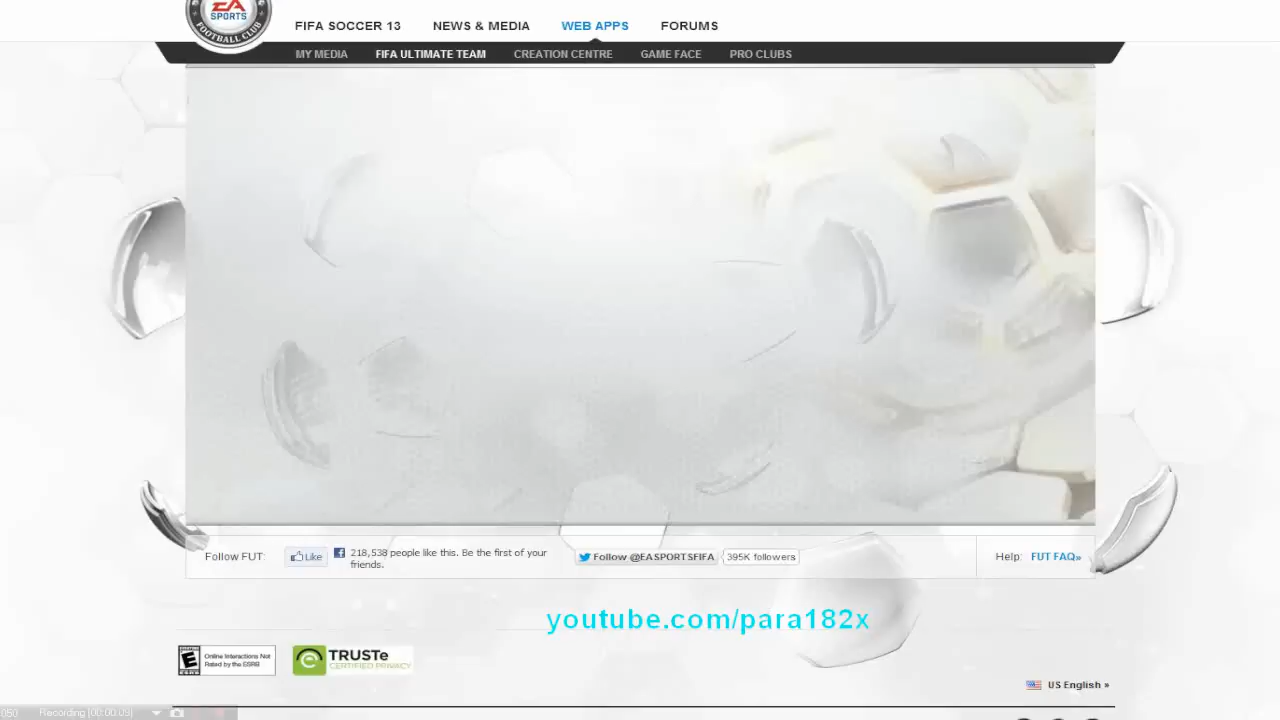 EA
SPORTS
FOOTBALL CLUB
FIFA SOCCER 13 NEWS & MEDIA WEB APPS FORUMS
MY MEDIA FIFA ULTIMATE TEAM CREATION CENTRE GAME FACE PRO CLUBS
Follow FUT: Like 218,538 people like this. Be the first of your
friends.
Follow @EASPORTSFIFA 395K followers
Help: FUT FAQ»
youtube.com/para182x
E
ESRB
Online Interactions Not
Rated by the ESRB
TRUSTe
CERTIFIED PRIVACY
US English »
050 Recording [00:00:09]